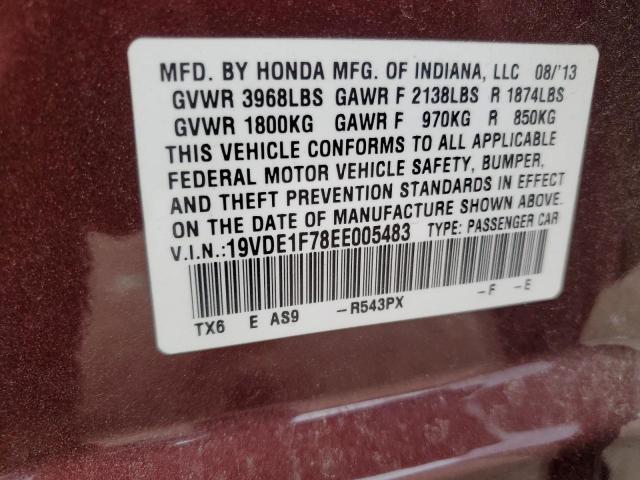 MFD. BY HONDA MFG. OF INDIANA, LLC 08/'13
GVWR 3968LBS GAWR F 2138LBS R 1874LBS
GVWR 1800KG GAWR F 970KG R 850KG
THIS VEHICLE CONFORMS TO ALL APPLICABLE
FEDERAL MOTOR VEHICLE SAFETY, BUMPER,
AND THEFT PREVENTION STANDARDS IN EFFECT
ON THE DATE OF MANUFACTURE SHOWN ABOVE.
V.I.N.:19VDE1F78EE005483 TYPE: PASSENGER CAR
TX6 E AS9 -R543PX -F -E